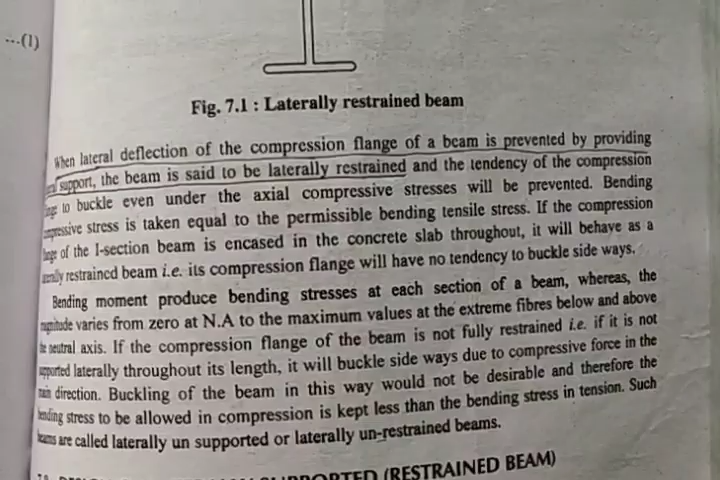 ...(1)
Fig. 7.1 : Laterally restrained beam
When lateral deflection of the compression flange of a beam is prevented by providing
support, the beam is said to be laterally restrained and the tendency of the compression
to buckle even under the axial compressive stresses will be prevented. Bending
compressive stress is taken equal to the permissible bending tensile stress. If the compression
flange of the I-section beam is encased in the concrete slab throughout, it will behave as a
laterally restrained beam i.e. its compression flange will have no tendency to buckle side ways.
Bending moment produce bending stresses at each section of a beam, whereas, the
magnitude varies from zero at N.A to the maximum values at the extreme fibres below and above
the neutral axis. If the compression flange of the beam is not fully restrained i.e. if it is not
supported laterally throughout its length, it will buckle side ways due to compressive force in the
main direction. Buckling of the beam in this way would not be desirable and therefore the
bending stress to be allowed in compression is kept less than the bending stress in tension. Such
beams are called laterally un supported or laterally un-restrained beams.
SUPPORTED (RESTRAINED BEAM)